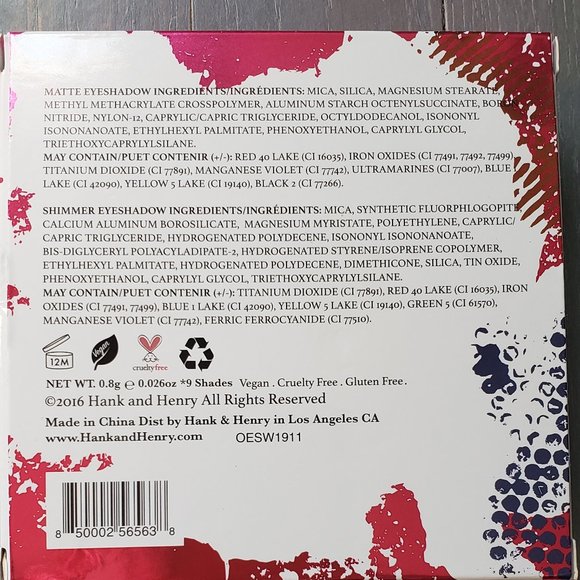 MATTE EYESHADOW INGREDIENTS/INGRÉDIENTS: MICA, SILICA, MAGNESIUM STEARATE,
METHYL METHACRYLATE CROSSPOLYMER, ALUMINUM STARCH OCTENYLSUCCINATE, BORON
NITRIDE, NYLON-12, CAPRYLIC/CAPRIC TRIGLYCERIDE, OCTYLDODECANOL, ISONONYL
ISONONANOATE, ETHYLHEXYL PALMITATE, PHENOXYETHANOL, CAPRYLYL GLYCOL,
TRIETHOXYCAPRYLYLSILANE.
MAY CONTAIN/PUET CONTENIR (+/-): RED 40 LAKE (CI 16035), IRON OXIDES (CI 77491, 77492, 77499),
TITANIUM DIOXIDE (CI 77891), MANGANESE VIOLET (CI 77742), ULTRAMARINES (CI 77007), BLUE 1
LAKE (CI 42090), YELLOW 5 LAKE (CI 19140), BLACK 2 (CI 77266).
SHIMMER EYESHADOW INGREDIENTS/INGRÉDIENTS: MICA, SYNTHETIC FLUORPHLOGOPITE,
CALCIUM ALUMINUM BOROSILICATE, MAGNESIUM MYRISTATE, POLYETHYLENE, CAPRYLIC/
CAPRIC TRIGLYCERIDE, HYDROGENATED POLYDECENE, ISONONYL ISONONANOATE,
BIS-DIGLYCERYL POLYACYLADIPATE-2, HYDROGENATED STYRENE/ISOPRENE COPOLYMER,
ETHYLHEXYL PALMITATE, HYDROGENATED POLYDECENE, DIMETHICONE, SILICA, TIN OXIDE,
PHENOXYETHANOL, CAPRYLYL GLYCOL, TRIETHOXYCAPRYLYLSILANE.
MAY CONTAIN/PUET CONTENIR (+/-): TITANIUM DIOXIDE (CI 77891), RED 40 LAKE (CI 16035), IRON
OXIDES (CI 77491, 77499), BLUE 1 LAKE (CI 42090), YELLOW 5 LAKE (CI 19140), GREEN 5 (CI 61570),
MANGANESE VIOLET (CI 77742), FERRIC FERROCYANIDE (CI 77510).
12M
Vegan
crueltyfree
NET WT. 0.8g ℮ 0.026oz *9 Shades Vegan . Cruelty Free . Gluten Free .
©2016 Hank and Henry All Rights Reserved
Made in China Dist by Hank & Henry in Los Angeles CA
www.HankandHenry.com OESW1911
8 50002 56563 8